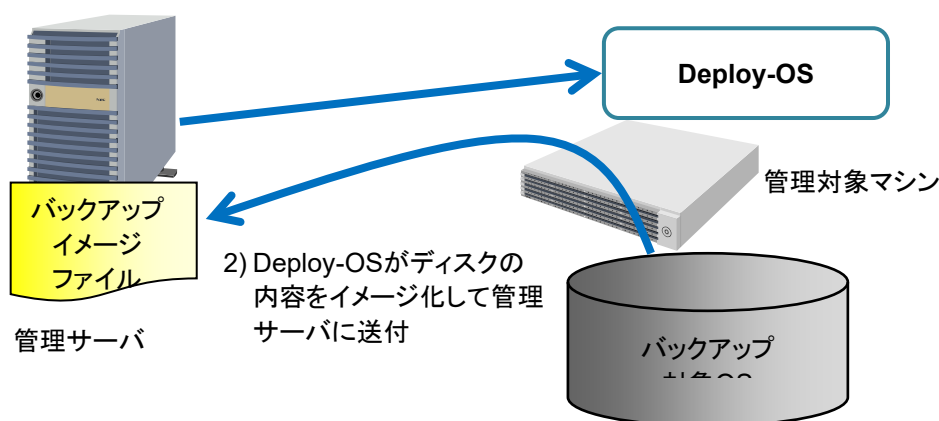 Deploy-OS
管理対象マシン
バックアップ
イメージ
ファイル
管理サーバ
2) Deploy-OSがディスクの
内容をイメージ化して管理
サーバに送付
バックアップ